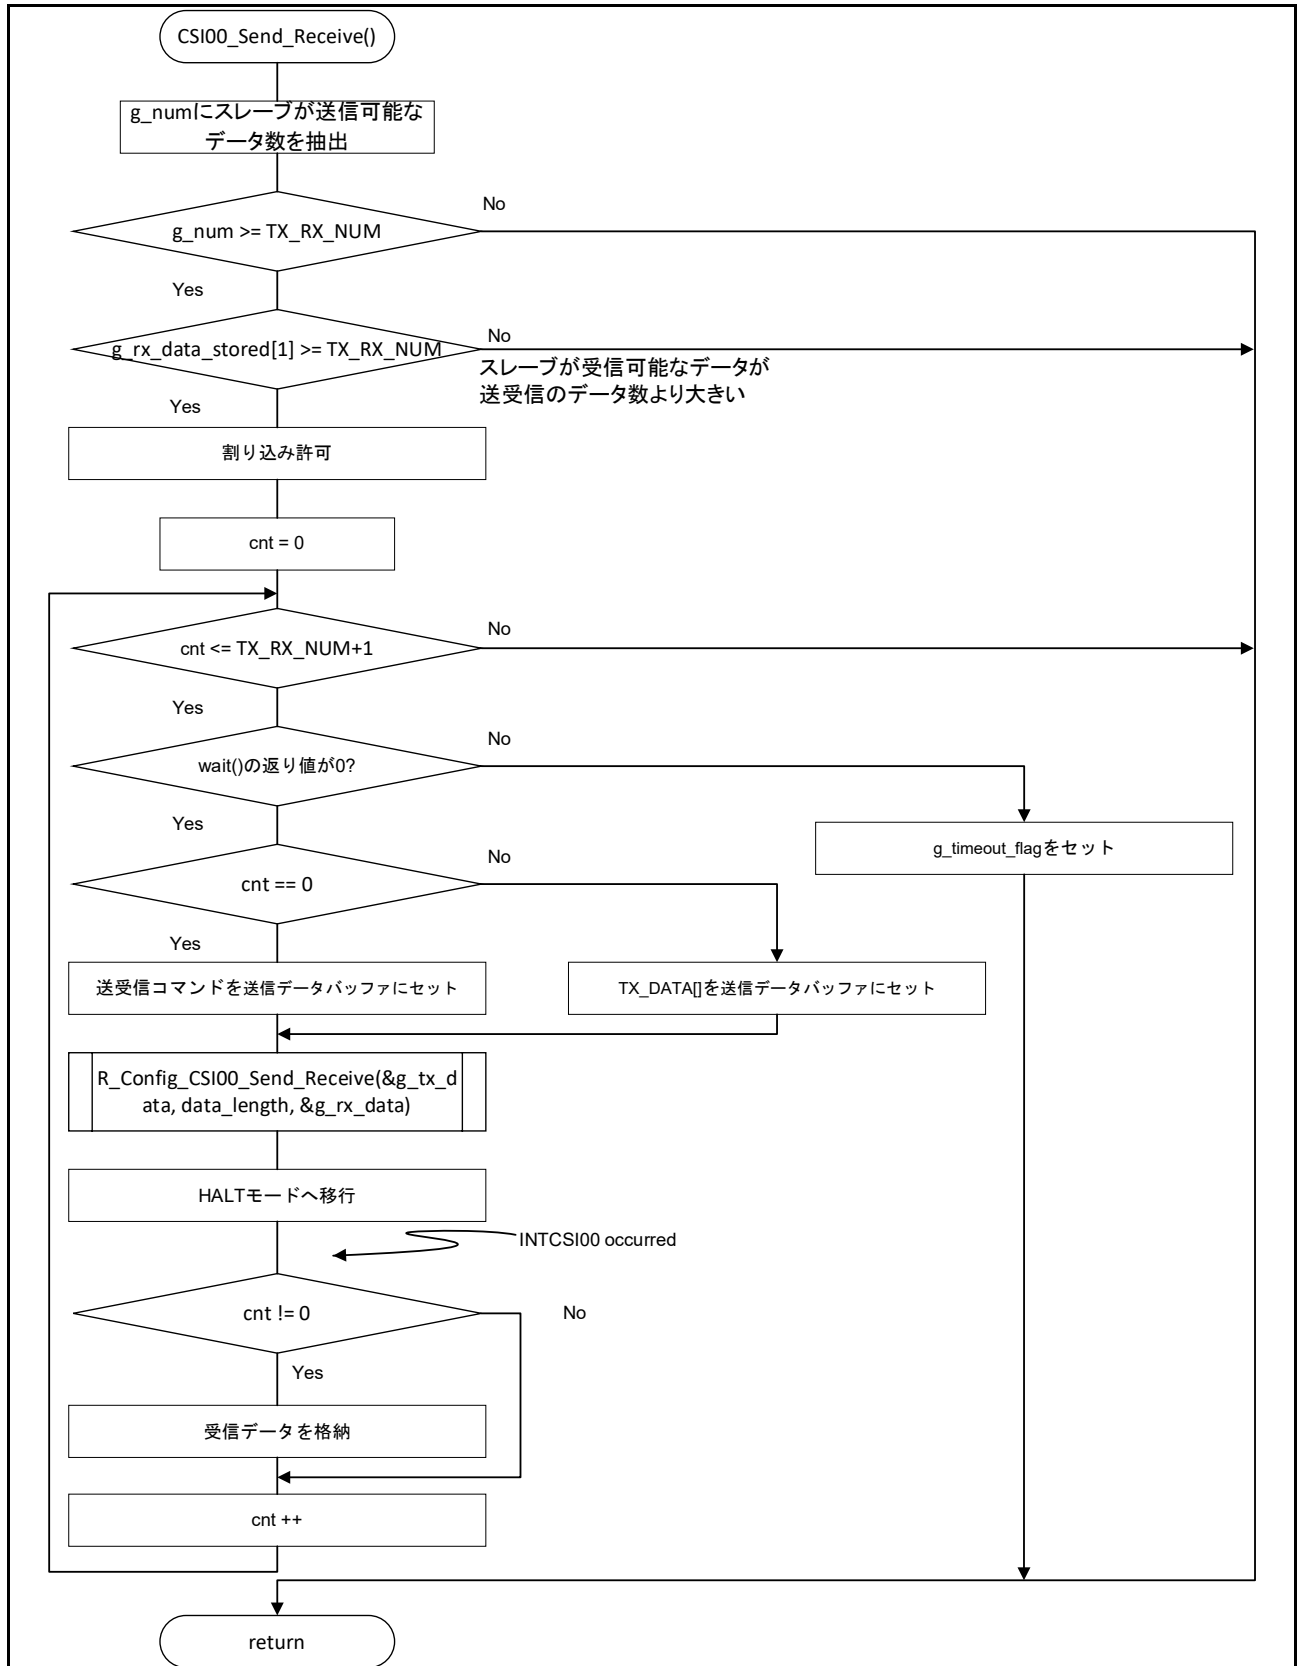 CSI00_Send_Receive()
g_numにスレーブが送信可能な
データ数を抽出
No
g_num >= TX_RX_NUM
Yes
No
g_rx_data_stored[1] >= TX_RX_NUM
スレーブが受信可能なデータが
送受信のデータ数より大きい
Yes
割り込み許可
cnt = 0
No
cnt <= TX_RX_NUM+1
Yes
No
wait()の返り値が0?
Yes
g_timeout_flagをセット
No
cnt == 0
Yes
送受信コマンドを送信データバッファにセット
TX_DATA[]を送信データバッファにセット
R_Config_CSI00_Send_Receive(&g_tx_d
ata, data_length, &g_rx_data)
HALTモードへ移行
INTCSI00 occurred
cnt != 0
No
Yes
受信データを格納
cnt ++
return